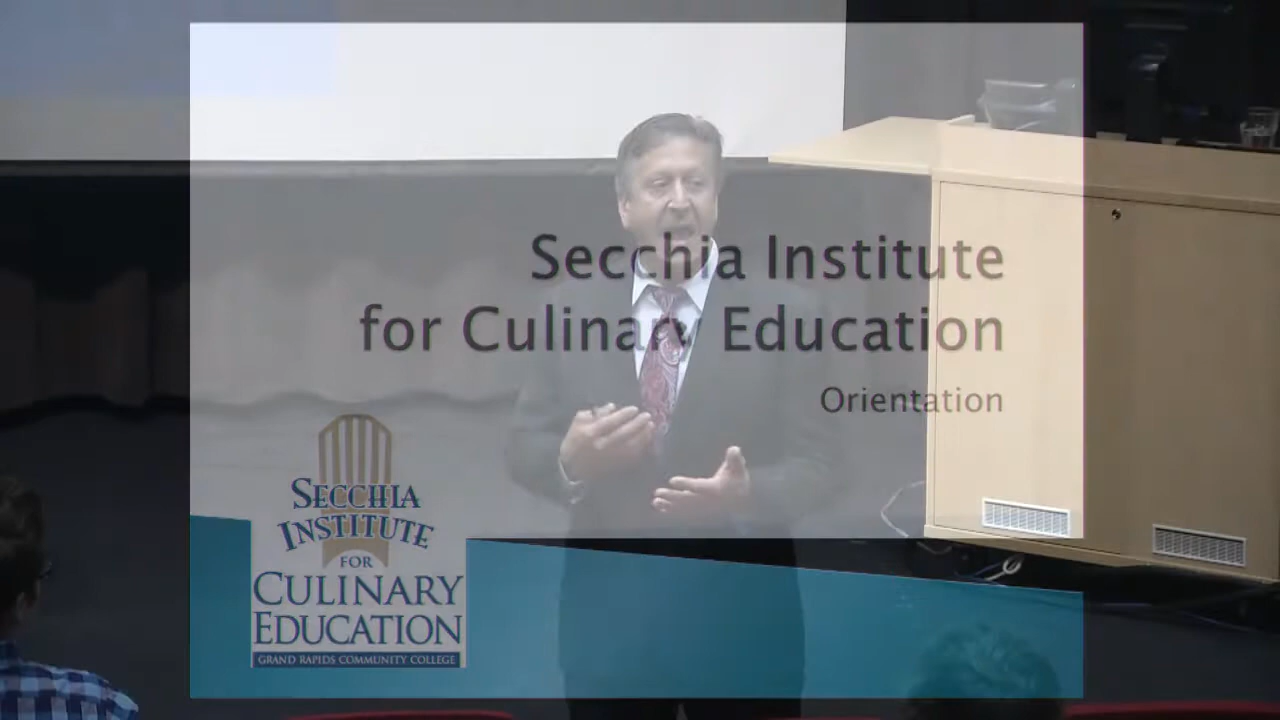 Secchia Institute
for Culinary Education
Orientation
SECCHIA
INSTITUTE
FOR
CULINARY
EDUCATION
GRAND RAPIDS COMMUNITY COLLEGE